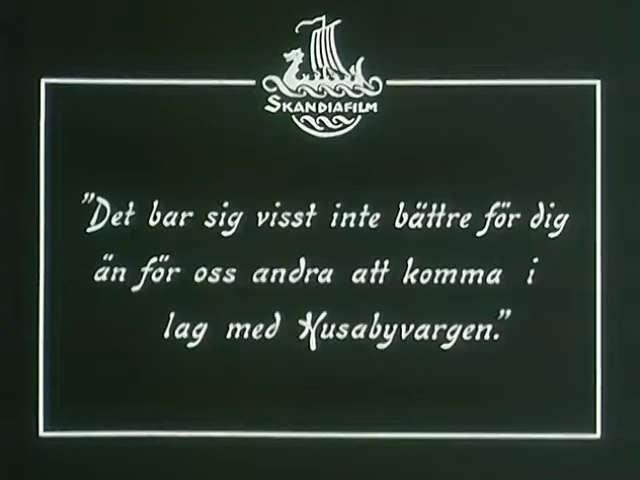 SKANDIAFILM
"Det bar sig visst inte bättre för dig
än för oss andra att komma i
lag med Husabyvargen."